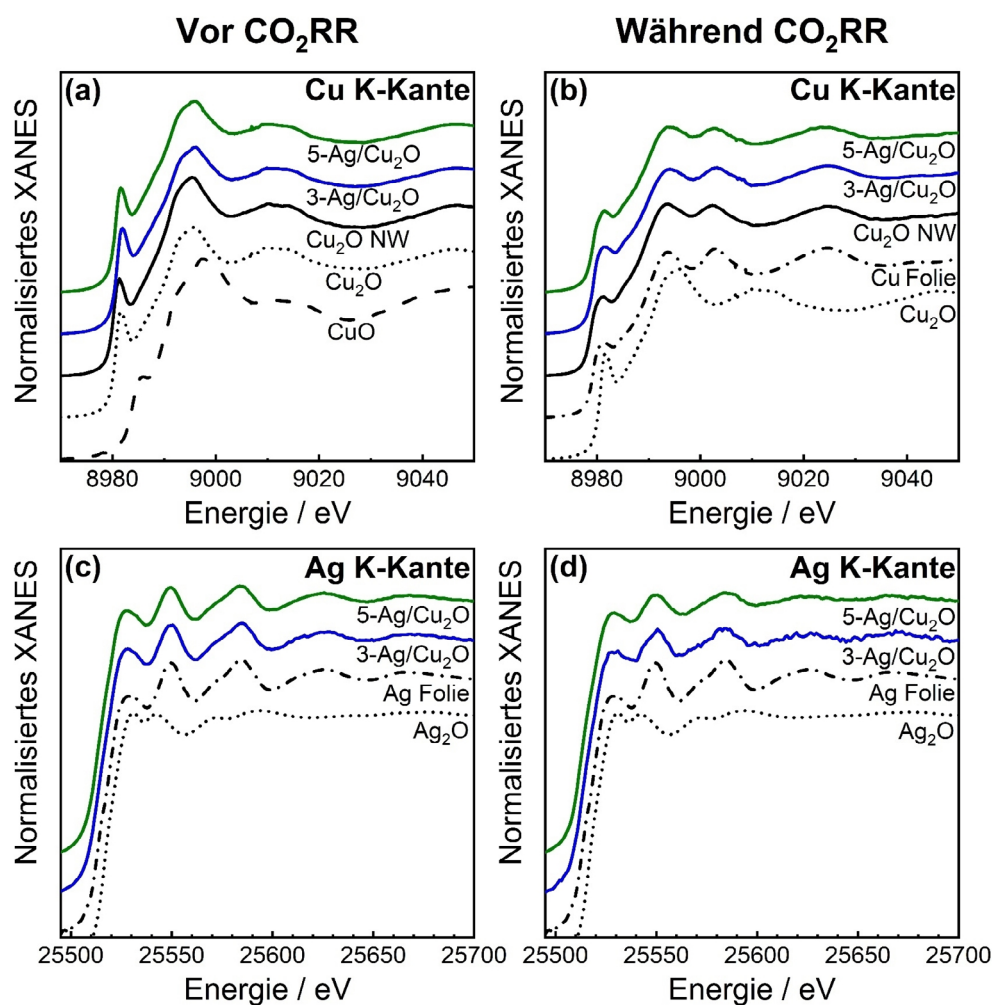 Vor CO₂RR
Während CO₂RR
(a)
Cu K-Kante
Normalisiertes XANES
5-Ag/Cu₂O
3-Ag/Cu₂O
Cu₂O NW
Cu₂O
CuO
8980 9000 9020 9040
Energie / eV
(b)
Cu K-Kante
Normalisiertes XANES
5-Ag/Cu₂O
3-Ag/Cu₂O
Cu₂O NW
Cu Folie
Cu₂O
8980 9000 9020 9040
Energie / eV
(c)
Ag K-Kante
Normalisiertes XANES
5-Ag/Cu₂O
3-Ag/Cu₂O
Ag Folie
Ag₂O
25500 25550 25600 25650 25700
Energie / eV
(d)
Ag K-Kante
Normalisiertes XANES
5-Ag/Cu₂O
3-Ag/Cu₂O
Ag Folie
Ag₂O
25500 25550 25600 25650 25700
Energie / eV